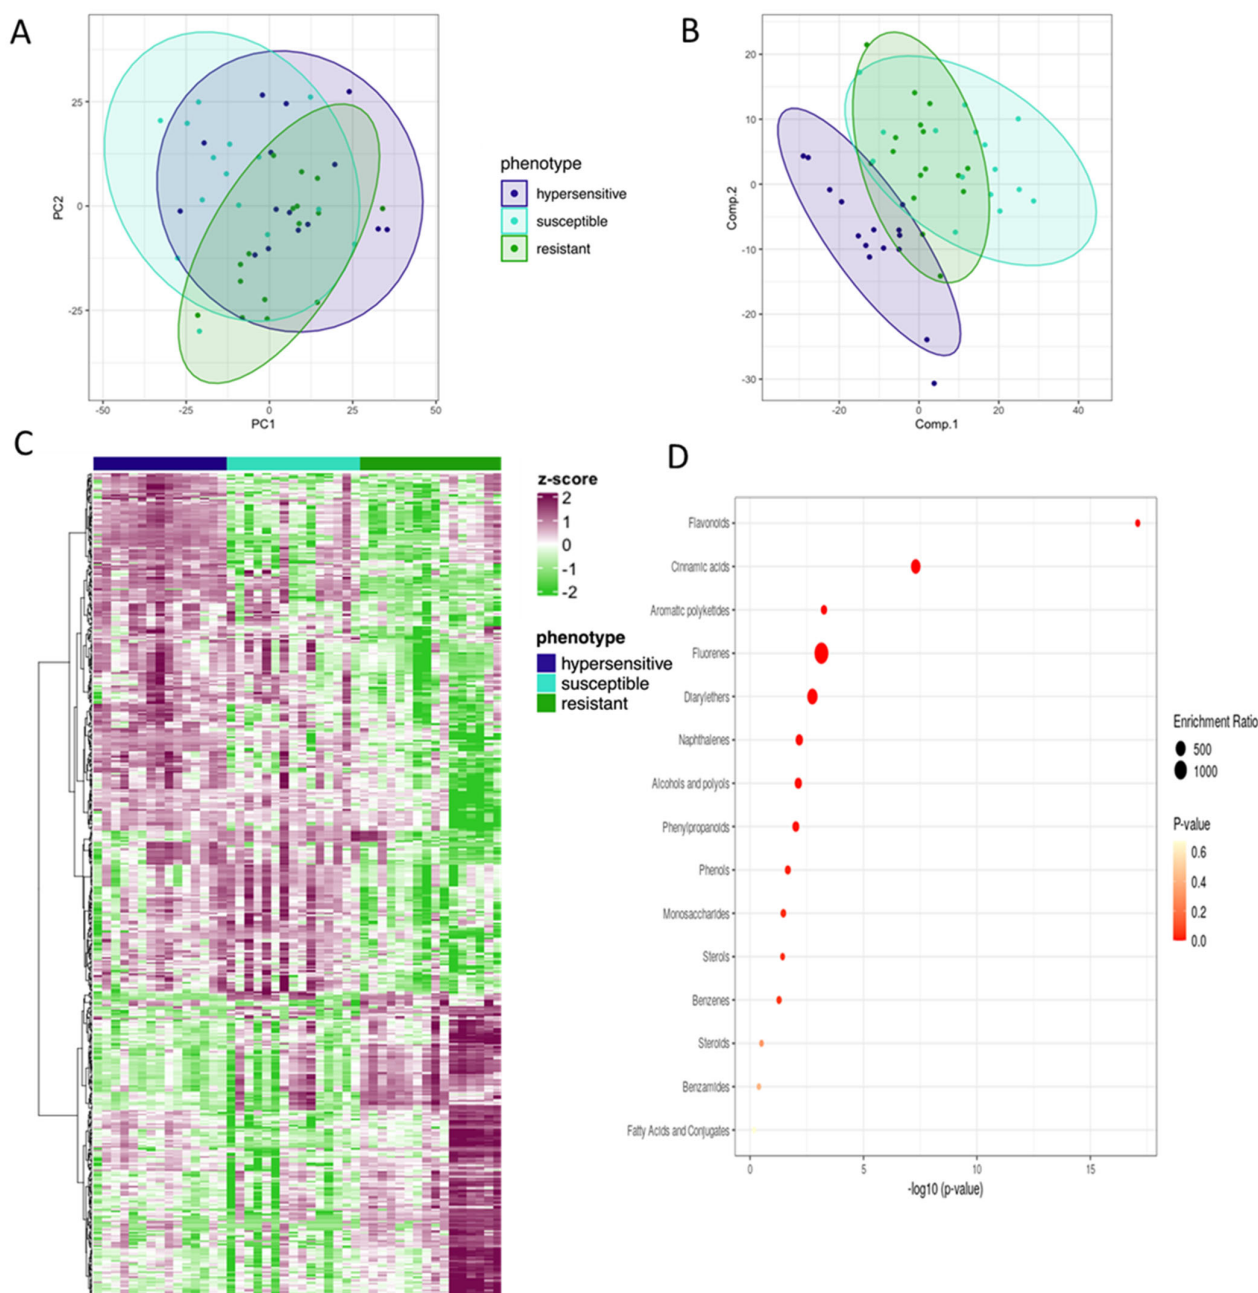 A
25
0
-25
PC2
-50
-25
0
25
50
PC1
phenotype
hypersensitive
susceptible
resistant
B
20
10
0
-10
-20
-30
Comp.2
-20
0
20
40
Comp.1
C
z-score
2
1
0
-1
-2
phenotype
hypersensitive
susceptible
resistant
D
Flavonoids
Cinnamic acids
Aromatic polyketides
Fluorenes
Diarylethers
Naphthalenes
Alcohols and polyols
Phenylpropanoids
Phenols
Monosaccharides
Sterols
Benzenes
Steroids
Benzamides
Fatty Acids and Conjugates
0
5
10
15
-log10 (p-value)
Enrichment Ratio
500
1000
P-value
0.6
0.4
0.2
0.0